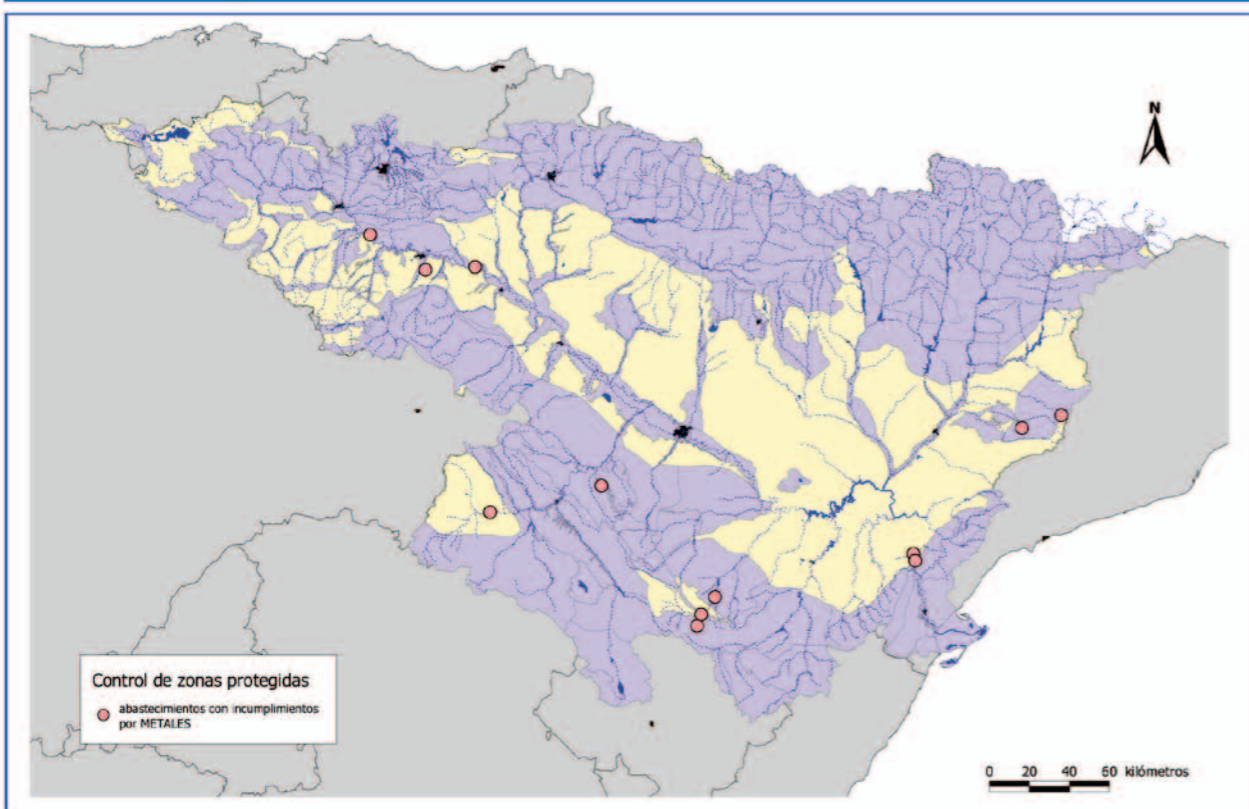 N
Control de zonas protegidas
abastecimientos con incumplimientos
por METALES
0 20 40 60 kilómetros